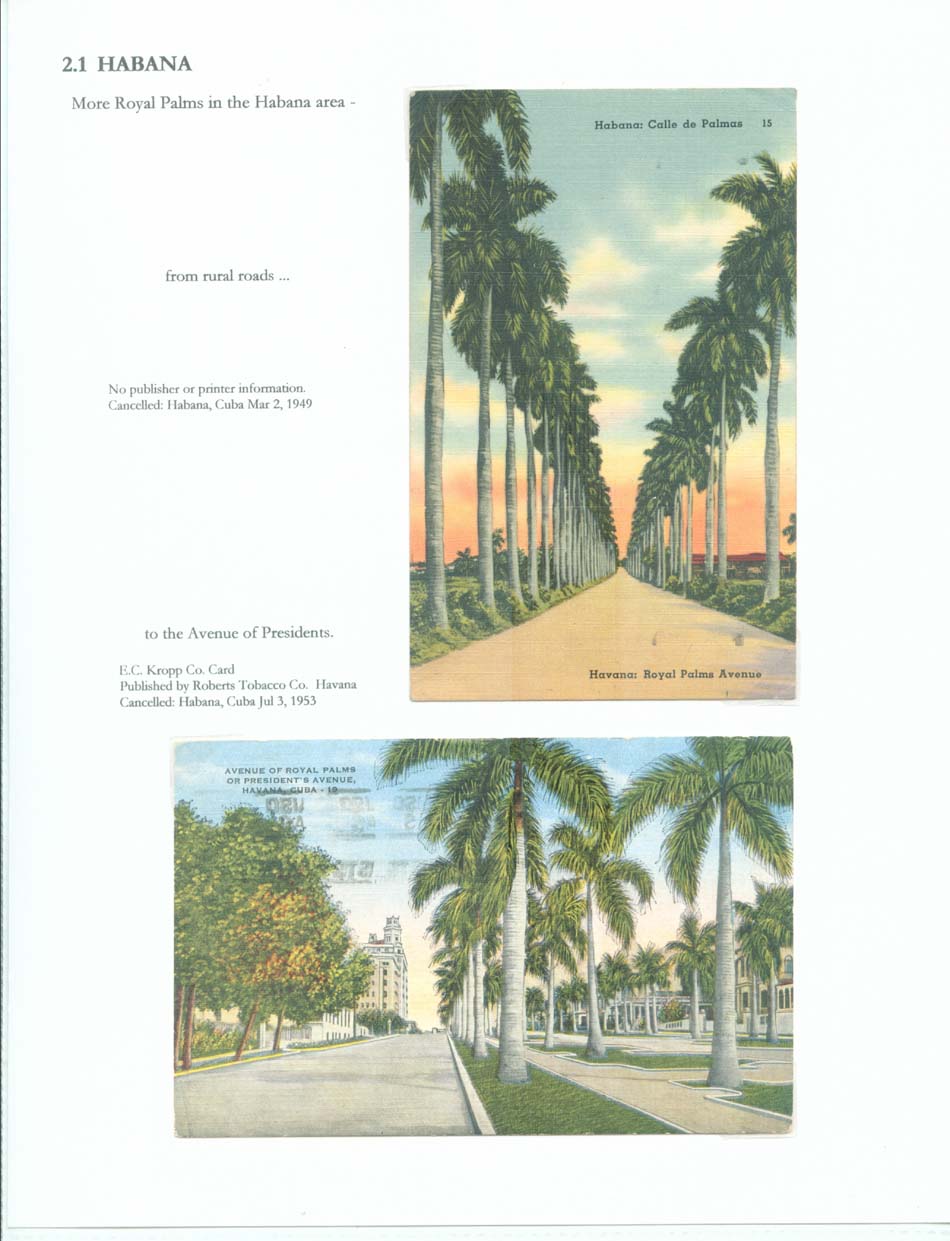 2.1 HABANA
More Royal Palms in the Habana area -
Habana: Calle de Palmas 15
from rural roads ...
No publisher or printer information.
Cancelled: Habana, Cuba Mar 2, 1949
to the Avenue of Presidents.
E.C. Kropp Co. Card
Published by Roberts Tobacco Co. Havana
Cancelled: Habana, Cuba Jul 3, 1953
Havana: Royal Palms Avenue
AVENUE OF ROYAL PALMS
OR PRESIDENT'S AVENUE,
HAVANA, CUBA - 19